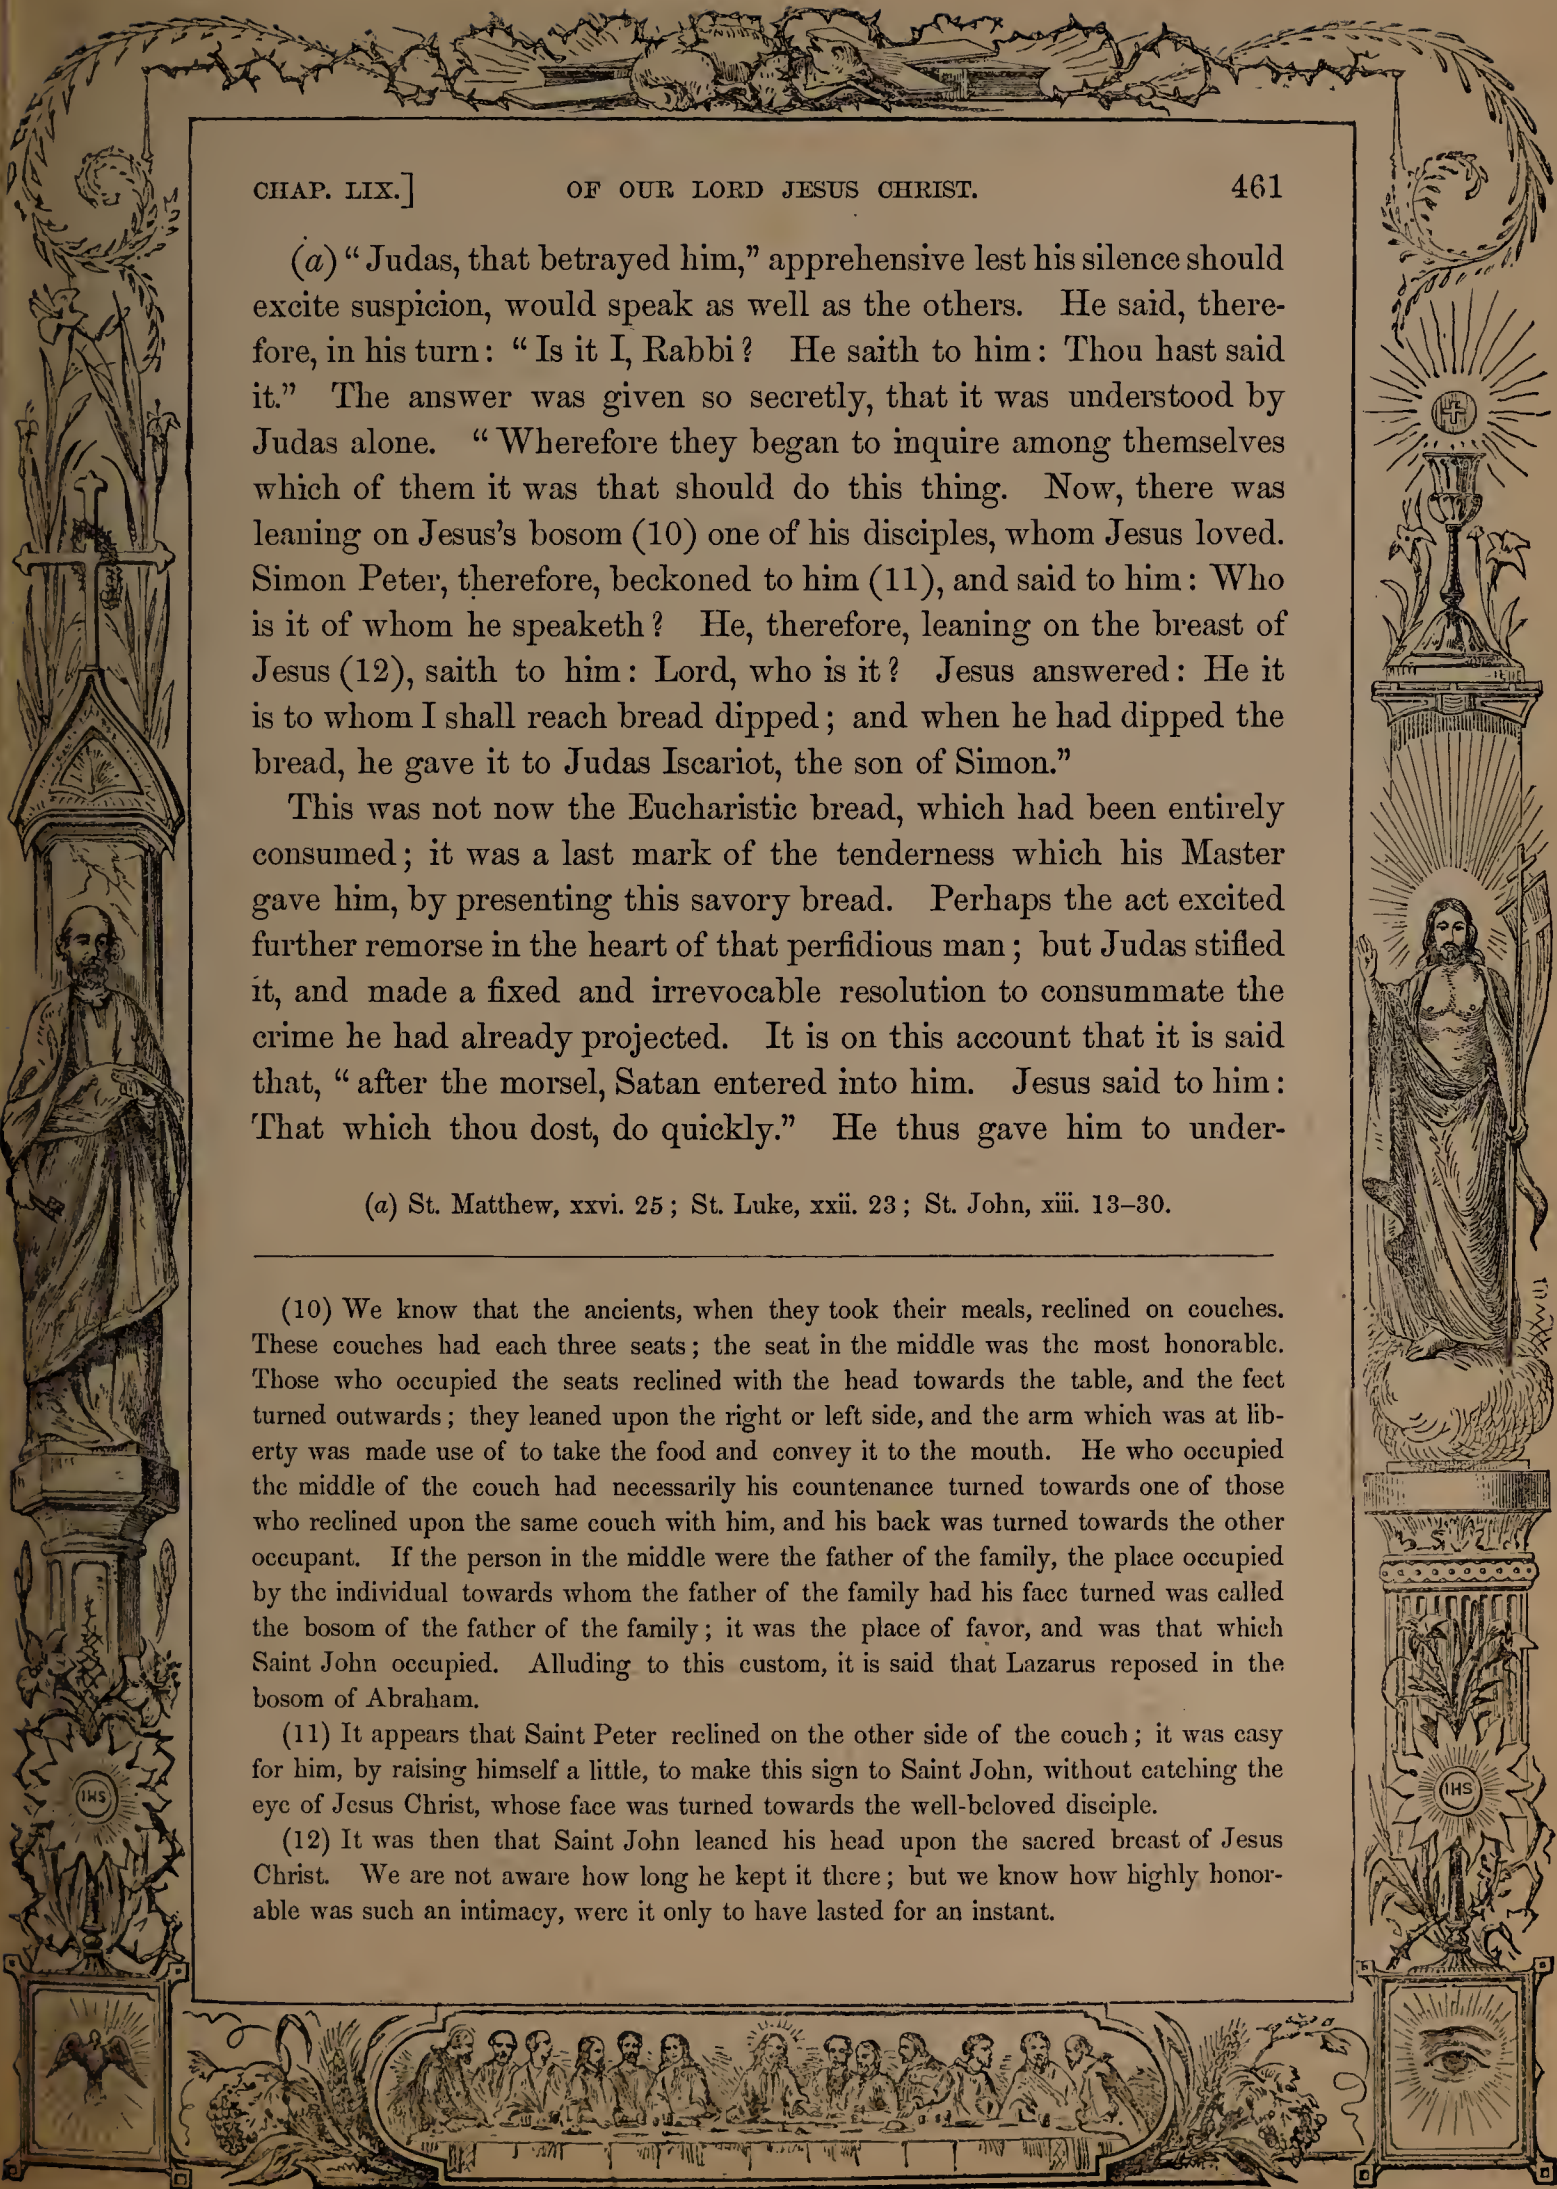 CHAP. LIX.] OF OUR LORD JESUS CHRIST. 461
(a) “Judas, that betrayed him,” apprehensive lest his silence should
excite suspicion, would speak as well as the others. He said, there-
fore, in his turn: “Is it I, Rabbi? He saith to him: Thou hast said
it.” The answer was given so secretly, that it was understood by
Judas alone. “Wherefore they began to inquire among themselves
which of them it was that should do this thing. Now, there was
leaning on Jesus’s bosom (10) one of his disciples, whom Jesus loved.
Simon Peter, therefore, beckoned to him (11), and said to him: Who
is it of whom he speaketh? He, therefore, leaning on the breast of
Jesus (12), saith to him: Lord, who is it? Jesus answered: He it
is to whom I shall reach bread dipped; and when he had dipped the
bread, he gave it to Judas Iscariot, the son of Simon.”
This was not now the Eucharistic bread, which had been entirely
consumed; it was a last mark of the tenderness which his Master
gave him, by presenting this savory bread. Perhaps the act excited
further remorse in the heart of that perfidious man; but Judas stifled
it, and made a fixed and irrevocable resolution to consummate the
crime he had already projected. It is on this account that it is said
that, “after the morsel, Satan entered into him. Jesus said to him:
That which thou dost, do quickly.” He thus gave him to under-
(a) St. Matthew, xxvi. 25; St. Luke, xxii. 23; St. John, xiii. 13–30.
(10) We know that the ancients, when they took their meals, reclined on couches.
These couches had each three seats; the seat in the middle was the most honorable.
Those who occupied the seats reclined with the head towards the table, and the feet
turned outwards; they leaned upon the right or left side, and the arm which was at lib-
erty was made use of to take the food and convey it to the mouth. He who occupied
the middle of the couch had necessarily his countenance turned towards one of those
who reclined upon the same couch with him, and his back was turned towards the other
occupant. If the person in the middle were the father of the family, the place occupied
by the individual towards whom the father of the family had his face turned was called
the bosom of the father of the family; it was the place of favor, and was that which
Saint John occupied. Alluding to this custom, it is said that Lazarus reposed in the
bosom of Abraham.
(11) It appears that Saint Peter reclined on the other side of the couch; it was easy
for him, by raising himself a little, to make this sign to Saint John, without catching the
eye of Jesus Christ, whose face was turned towards the well-beloved disciple.
(12) It was then that Saint John leaned his head upon the sacred breast of Jesus
Christ. We are not aware how long he kept it there; but we know how highly honor-
able was such an intimacy, were it only to have lasted for an instant.
IHS
IHS